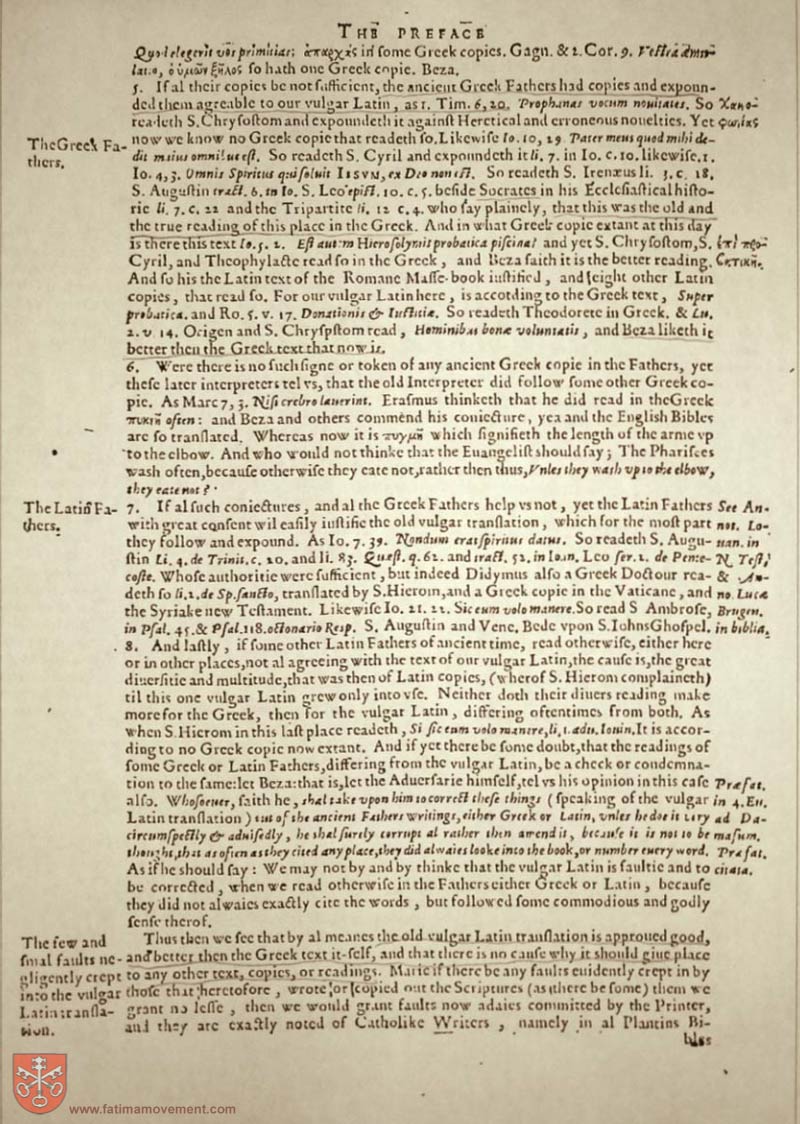 THE PREFACE
Qui elegerit vos primitias: ἀπαρχὰς in ſome Greek copies. Gagn. & 2. Cor. 9. Veſtra æmu-
latio, ὁ ὑμῶν ζῆλος ſo hath one Greek copie. Beza.
5. If al their copies be not ſufficient, the ancient Greek Fathers had copies and expoun-
ded them agreable to our vulgar Latin, as 1. Tim. 6, 20. Prophanas vocum nouitates. So
readeth S. Chryſoſtom and expoundeth it againſt Heretical and erroneous nouelties. Yet
now we know no Greek copie that readeth ſo. Likewiſe Io. 10, 29 Pater meus quod mihi de-
dit maius omnibus eſt. So readeth S. Cyril and expoundeth it li. 7. in Io. c. 10. likewiſe. 1.
Io. 4, 3. Omnis Spiritus qui ſoluit IESVM, ex Deo non eſt. So readeth S. Irenæus li. 3. c. 18.
S. Auguſtin tract. 6. in Io. S. Leo epiſt. 10. c. 5. beſide Socrates in his Eccleſiaſtical hiſto-
rie li. 7. c. 22 and the Tripartite li. 12 c. 4. who ſay plainely, that this was the old and
the true reading of this place in the Greek. And in what Greek copie extant at this day
is there this text Io. 5. 2. Eſt autem Hieroſolymis probatica piſcina? and yet S. Chryſoſtom, S.
Cyril, and Theophylacte read ſo in the Greek, and Beza ſaith it is the better reading.
And ſo his the Latin text of the Romane Maſſe-book iuſtified, and eight other Latin
copies, that read ſo. For our vulgar Latin here, is according to the Greek text, Super
probatica. and Ro. 5. v. 17. Donationis & Iuſtitiæ. So readeth Theodorete in Greek. & Lu.
2. v. 14. Origen and S. Chryſpſtom read, Hominibus bonæ voluntatis, and Beza liketh it
better then the Greek text that now is.
6. Were there is no ſuch ſigne or token of any ancient Greek copie in the Fathers, yet
theſe later interpreters tel vs, that the old Interpreter did follow ſome other Greek co-
pie. As Marc 7, 3. Niſi crebro lauerint. Eraſmus thinketh that he did read in the Greek
πυκνῇ often: and Beza and others commend his coniecture, yea and the Engliſh Bibles
are ſo tranſlated. Whereas now it is πυγμῇ which ſignifieth the length of the arme vp
to the elbow. And who would not thinke that the Euangeliſt ſhould ſay; The Phariſees
wash often, becauſe otherwiſe they eate not, rather then thus, Vnles they wash vp to the elbow,
they eate not?
7. If al ſuch coniectures, and al the Greek Fathers help vs not, yet the Latin Fathers
with great conſent wil eaſily iuſtifie the old vulgar tranſlation, which for the moſt part
they follow and expound. As Io. 7. 39. Nondum erat ſpiritus datus. So readeth S. Augu-
ſtin Li. 4. de Trinit. c. 20. and li. 83. Quæſt. q. 62. and tract. 52. in Ioan. Leo ſer. 2. de Pente-
coſte. Whoſe authoritie were ſufficient, but indeed Didymus alſo a Greek Doctour rea-
deth ſo li. 2. de Sp. ſancto, tranſlated by S. Hierom, and a Greek copie in the Vaticane, and
the Syriake new Teſtament. Likewiſe Io. 21. 22. Sic eum volo manere. So read S Ambroſe,
in Pſal. 45. & Pſal. 118. octonario Reſp. S. Auguſtin and Vene. Bede vpon S. Iohns Ghoſpel.
8. And laſtly, if ſome other Latin Fathers of ancient time, read otherwiſe, either here
or in other places, not al agreeing with the text of our vulgar Latin, the cauſe is, the great
diuerſitie and multitude, that was then of Latin copies, (wherof S. Hierom complaineth)
til this one vulgar Latin grew only into vſe. Neither doth their diuers reading make
more for the Greek, then for the vulgar Latin, differing oftentimes from both. As
when S. Hierom in this laſt place readeth, Si ſic eum volo manere, li. 1. adu. Iouin. It is accor-
ding to no Greek copie now extant. And if yet there be ſome doubt, that the readings of
ſome Greek or Latin Fathers, differing from the vulgar Latin, be a check or condemna-
tion to the ſame: let Beza: that is, let the Aduerſarie himſelf, tel vs his opinion in this caſe
alſo. Whoſoeuer, ſaith he, ſhal take vpon him to correct theſe things (ſpeaking of the vulgar
Latin tranſlation) out of the ancient Fathers writings, either Greek or Latin, vnles he doe it very
circumſpectly & aduiſedly, he ſhal ſurely corrupt al rather then amend it, becauſe it is not to be
thought, that as often as they cited any place, they did alwaies looke into the book, or number euery word.
As if he ſhould ſay: We may not by and by thinke that the vulgar Latin is faultie and to
be corrected, when we read otherwiſe in the Fathers either Greek or Latin, becauſe
they did not alwaies exactly cite the words, but followed ſome commodious and godly
ſenſe therof.
Thus then we ſee that by al meanes the old vulgar Latin tranſlation is approued good,
and better then the Greek text it-ſelf, and that there is no cauſe why it ſhould giue place
to any other text, copies, or readings. Marie if there be any faults euidently crept in by
thoſe that heretofore, wrote or copied out the Scriptures (as there be ſome) them we
grant no leſſe, then we would grant faults now adaies committed by the Printer,
and they are exactly noted of Catholike Writers, namely in al Plantins Bi-
bles
The Greek Fa-
thers.
The Latin Fa-
thers.
The few and
ſmal faults ne-
gligently crept
into the vulgar
Latin tranſla-
tion.
See An-
not. Lo-
uan. in
N. Teſt.
& An-
no. Lucæ
Brugen.
in biblia.
Præfat.
in 4. Eu.
ad Da-
maſum.
Præfat.
citata.
www.fatimamovement.com